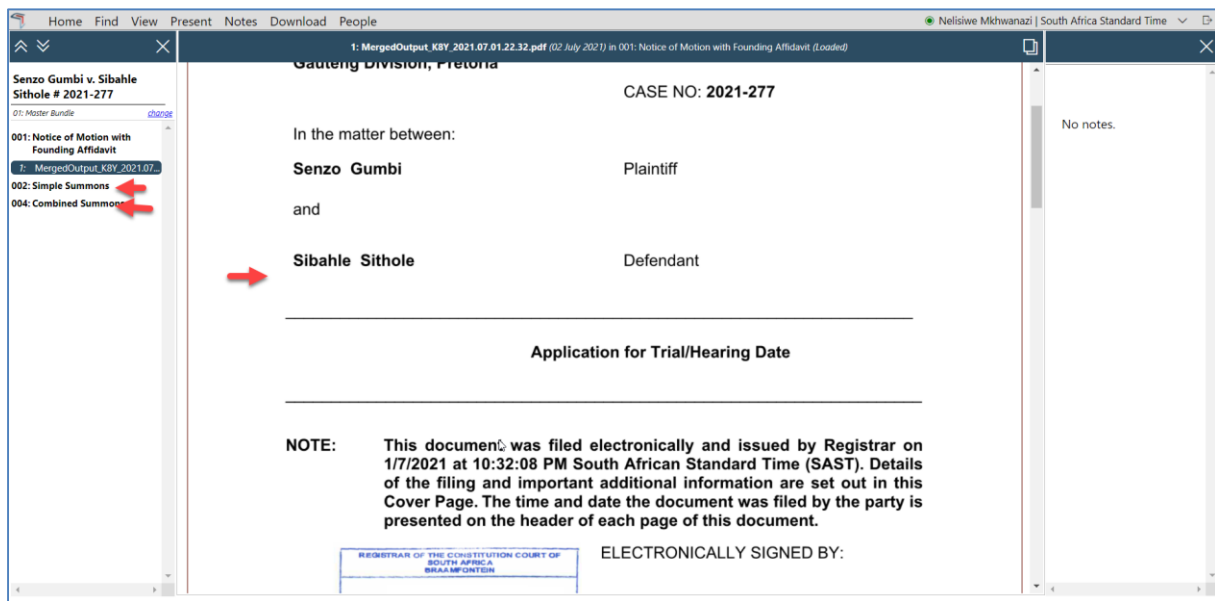 Home Find View Present Notes Download People
Nelisiwe Mkhwanazi | South Africa Standard Time
1: MergedOutput_K8Y_2021.07.01.22.32.pdf (02 July 2021) in 001: Notice of Motion with Founding Affidavit (Loaded)
Senzo Gumbi v. Sibahle
Sithole # 2021-277
01: Master Bundle change
001: Notice of Motion with
Founding Affidavit
1: MergedOutput_K8Y_2021.07...
002: Simple Summons
004: Combined Summons
Gauteng Division, Pretoria
CASE NO: 2021-277
In the matter between:
Senzo Gumbi Plaintiff
and
Sibahle Sithole Defendant
Application for Trial/Hearing Date
NOTE: This document was filed electronically and issued by Registrar on
1/7/2021 at 10:32:08 PM South African Standard Time (SAST). Details
of the filing and important additional information are set out in this
Cover Page. The time and date the document was filed by the party is
presented on the header of each page of this document.
REGISTRAR OF THE CONSTITUTION COURT OF
SOUTH AFRICA
BRAAMFONTEIN
ELECTRONICALLY SIGNED BY:
No notes.